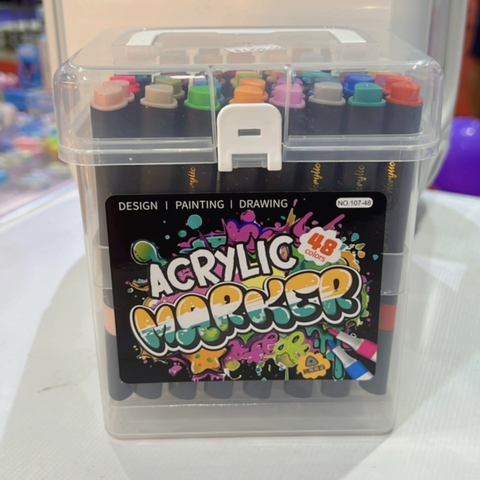 DESIGN | PAINTING | DRAWING
NO.107-48
ACRYLIC
48
colors
MARKER